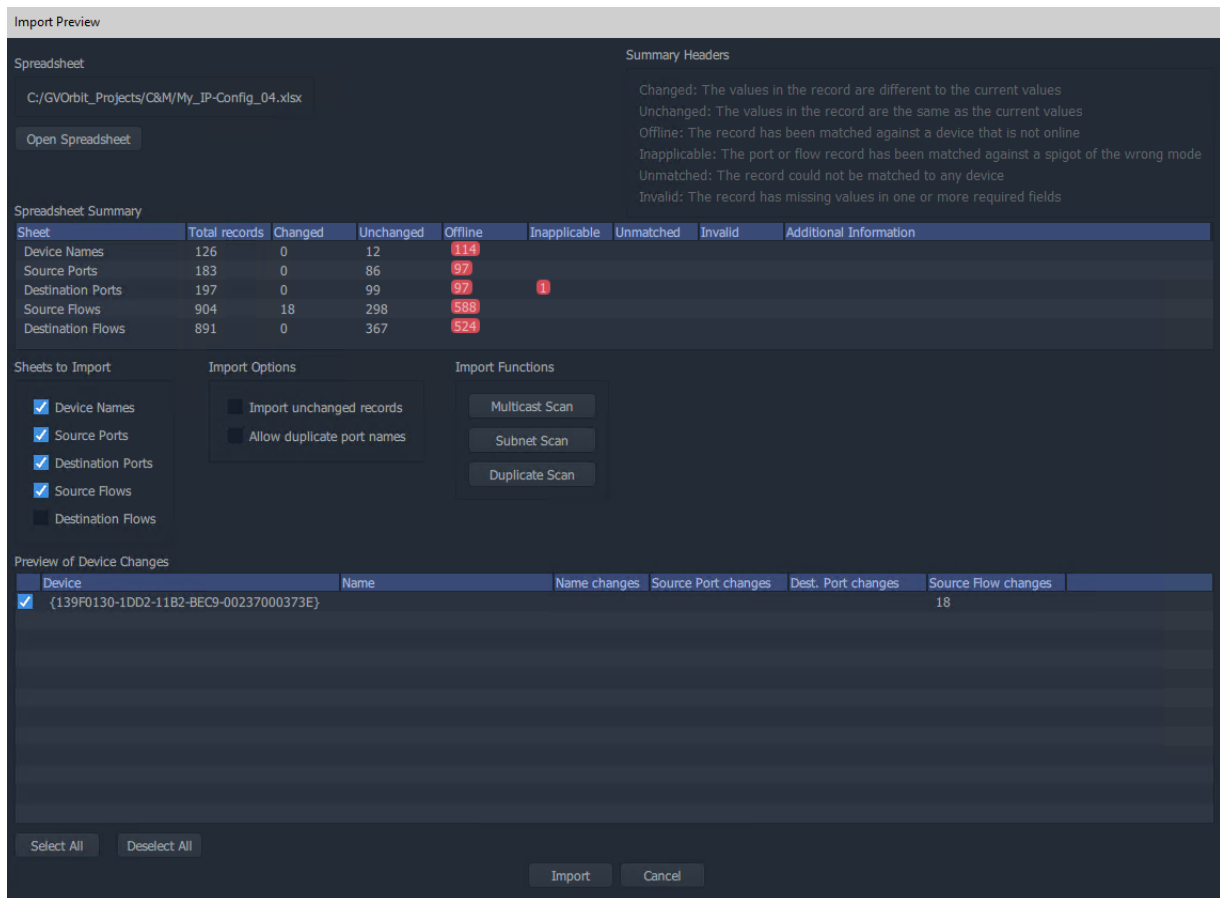 Import Preview
Spreadsheet
C:/GVOrbit_Projects/C&M/My_IP-Config_04.xlsx
Open Spreadsheet
Summary Headers
Changed: The values in the record are different to the current values
Unchanged: The values in the record are the same as the current values
Offline: The record has been matched against a device that is not online
Inapplicable: The port or flow record has been matched against a spigot of the wrong mode
Unmatched: The record could not be matched to any device
Invalid: The record has missing values in one or more required fields
Spreadsheet Summary
Sheet Total records Changed Unchanged Offline Inapplicable Unmatched Invalid Additional Information
Device Names 126 0 12 114
Source Ports 183 0 86 97
Destination Ports 197 0 99 97 1
Source Flows 904 18 298 588
Destination Flows 891 0 367 524
Sheets to Import
Device Names
Source Ports
Destination Ports
Source Flows
Destination Flows
Import Options
Import unchanged records
Allow duplicate port names
Import Functions
Multicast Scan
Subnet Scan
Duplicate Scan
Preview of Device Changes
Device Name Name changes Source Port changes Dest. Port changes Source Flow changes
{139F0130-1DD2-11B2-BEC9-00237000373E} 18
Select All Deselect All
Import Cancel